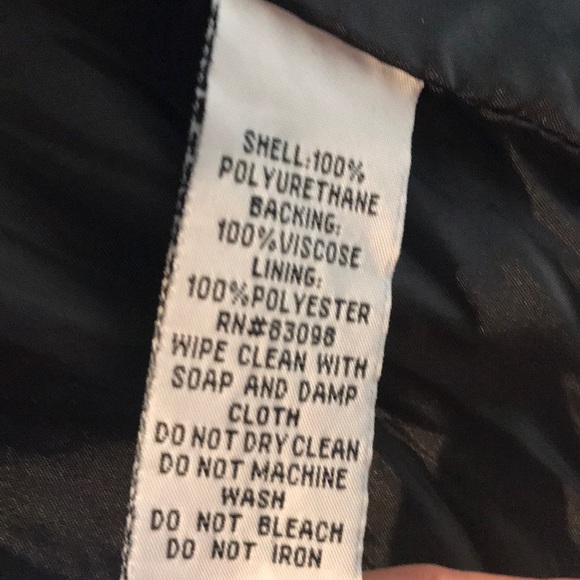 SHELL:100%
POLYURETHANE
BACKING:
100%VISCOSE
LINING:
100%POLYESTER
RN#83098
WIPE CLEAN WITH
SOAP AND DAMP
CLOTH
DO NOT DRY CLEAN
DO NOT MACHINE
WASH
DO NOT BLEACH
DO NOT IRON